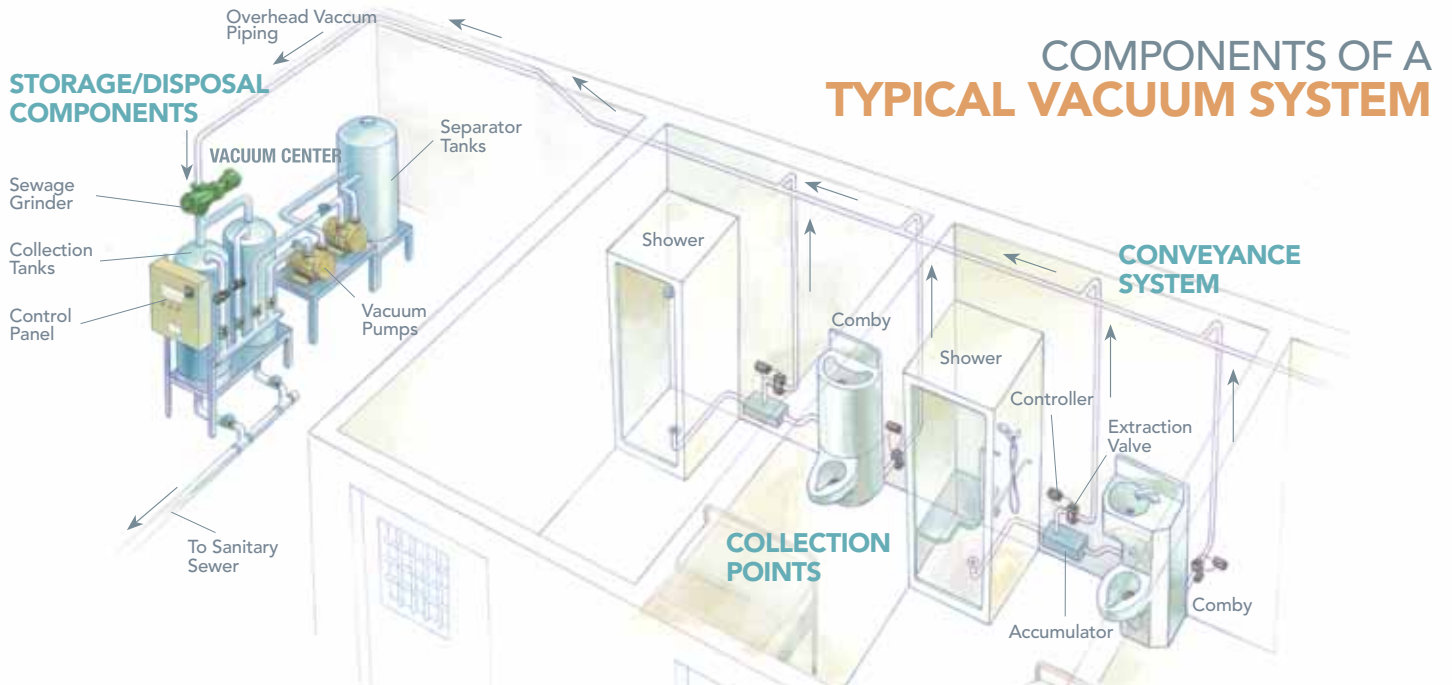 Overhead Vaccum
Piping
COMPONENTS OF A
TYPICAL VACUUM SYSTEM
STORAGE/DISPOSAL
COMPONENTS
VACUUM CENTER
Separator
Tanks
Sewage
Grinder
Collection
Tanks
Control
Panel
Vacuum
Pumps
Shower
Comby
CONVEYANCE
SYSTEM
Shower
Controller
Extraction
Valve
COLLECTION
POINTS
To Sanitary
Sewer
Accumulator
Comby